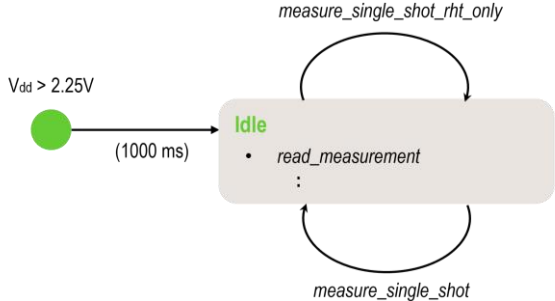 measure_single_shot_rht_only
Vdd > 2.25V
(1000 ms)
Idle
• read_measurement
:
measure_single_shot